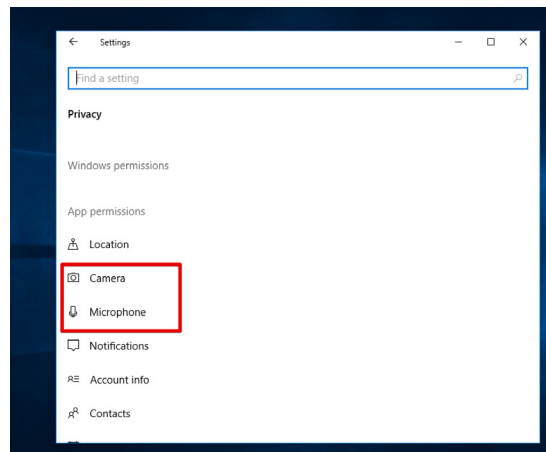 Settings
Find a setting
Privacy
Windows permissions
App permissions
Location
Camera
Microphone
Notifications
Account info
Contacts